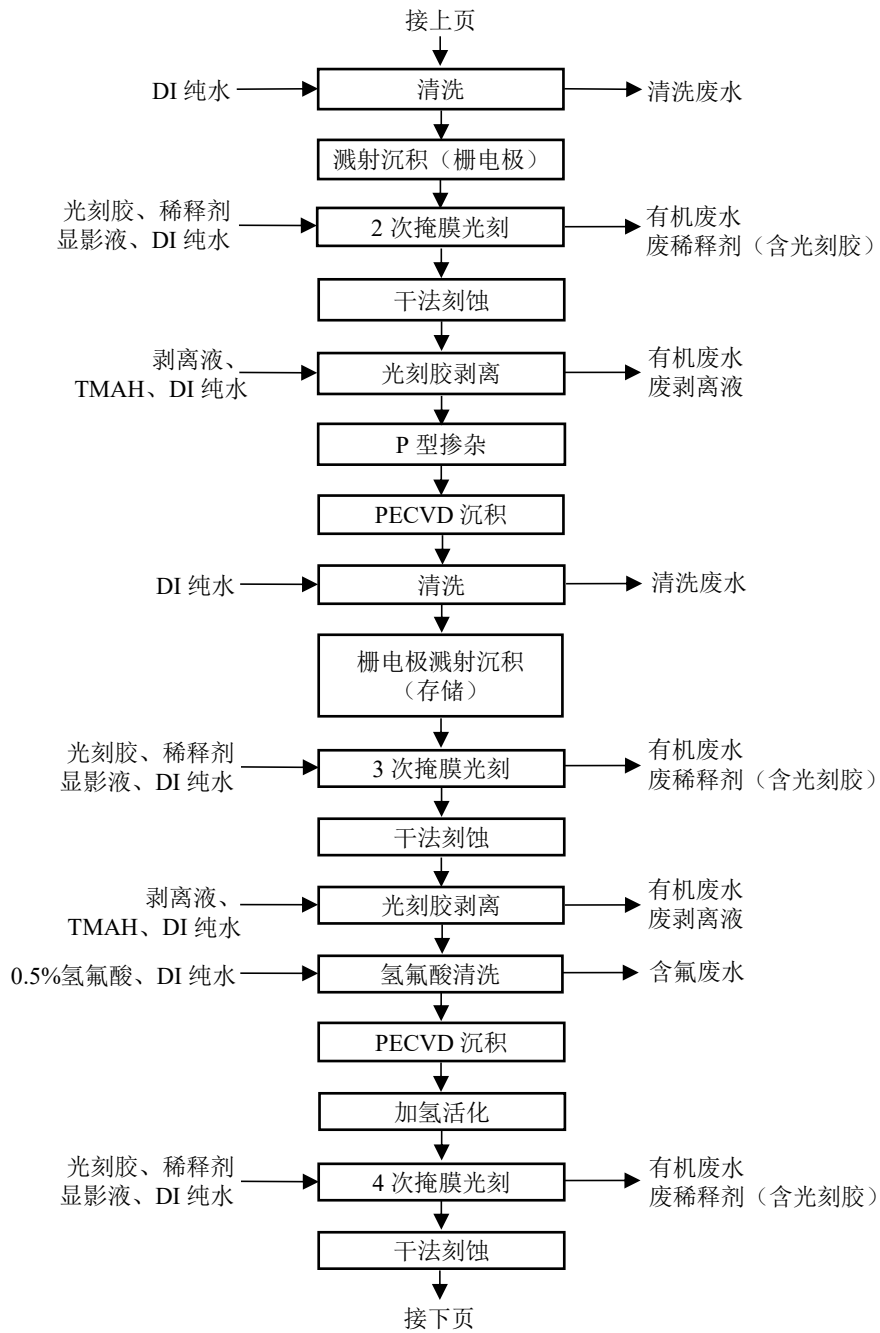 接上页
DI 纯水
清洗
清洗废水
溅射沉积（栅电极）
光刻胶、稀释剂
显影液、DI 纯水
2 次掩膜光刻
有机废水
废稀释剂（含光刻胶）
干法刻蚀
剥离液、
TMAH、DI 纯水
光刻胶剥离
有机废水
废剥离液
P 型掺杂
PECVD 沉积
DI 纯水
清洗
清洗废水
栅电极溅射沉积
（存储）
光刻胶、稀释剂
显影液、DI 纯水
3 次掩膜光刻
有机废水
废稀释剂（含光刻胶）
干法刻蚀
剥离液、
TMAH、DI 纯水
光刻胶剥离
有机废水
废剥离液
0.5%氢氟酸、DI 纯水
氢氟酸清洗
含氟废水
PECVD 沉积
加氢活化
光刻胶、稀释剂
显影液、DI 纯水
4 次掩膜光刻
有机废水
废稀释剂（含光刻胶）
干法刻蚀
接下页